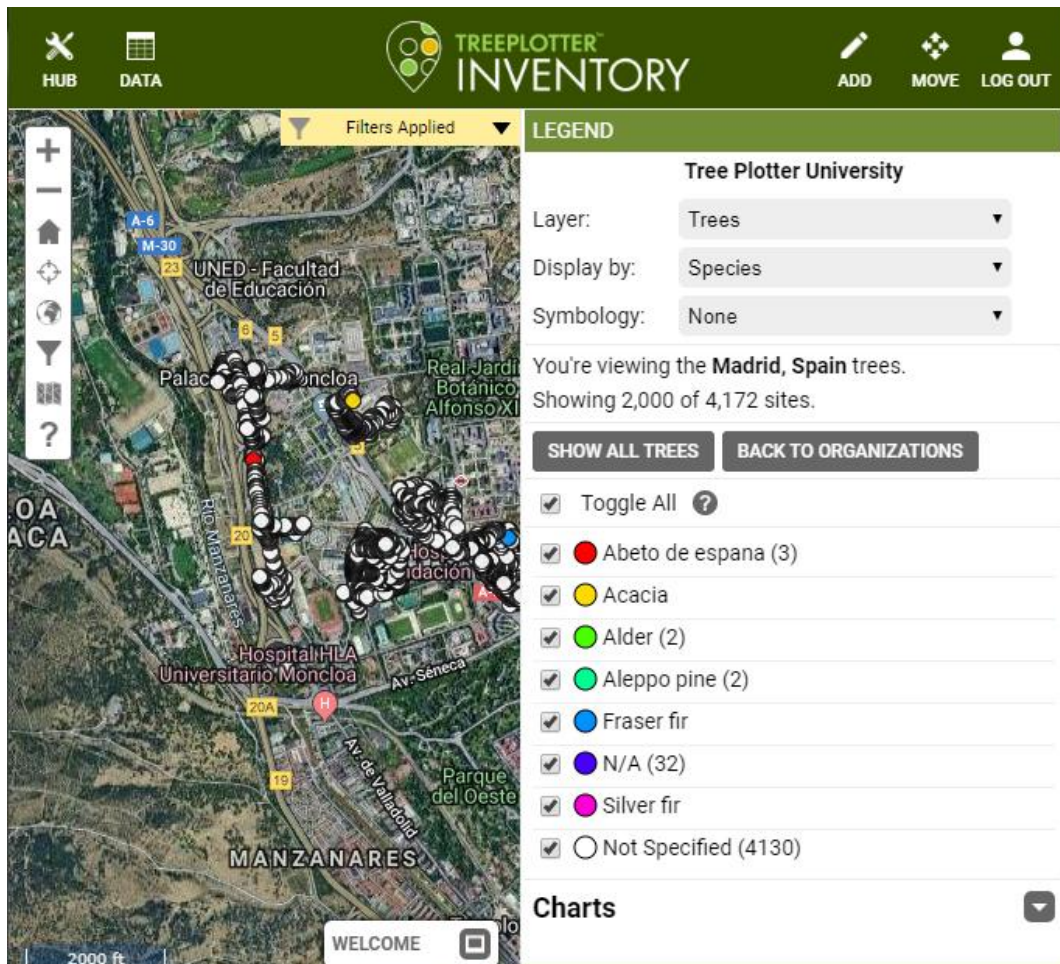 HUB
DATA
TREEPLOTTER™
INVENTORY
ADD
MOVE
LOG OUT
Filters Applied
A-6
M-30
23
UNED - Facultad
de Educación
6
5
Real Jardí
Botánico
Alfonso XI
5
20
Río Manzanares
OA
ACA
Hospital HLA
Universitario Moncloa
Av. Séneca
20A
H
19
Av. de Valladolid
Parque
del Oeste
MANZANARES
2000 ft
WELCOME
LEGEND
Tree Plotter University
Layer:
Trees
Display by:
Species
Symbology:
None
You're viewing the Madrid, Spain trees.
Showing 2,000 of 4,172 sites.
SHOW ALL TREES
BACK TO ORGANIZATIONS
Toggle All ?
Abeto de espana (3)
Acacia
Alder (2)
Aleppo pine (2)
Fraser fir
N/A (32)
Silver fir
Not Specified (4130)
Charts